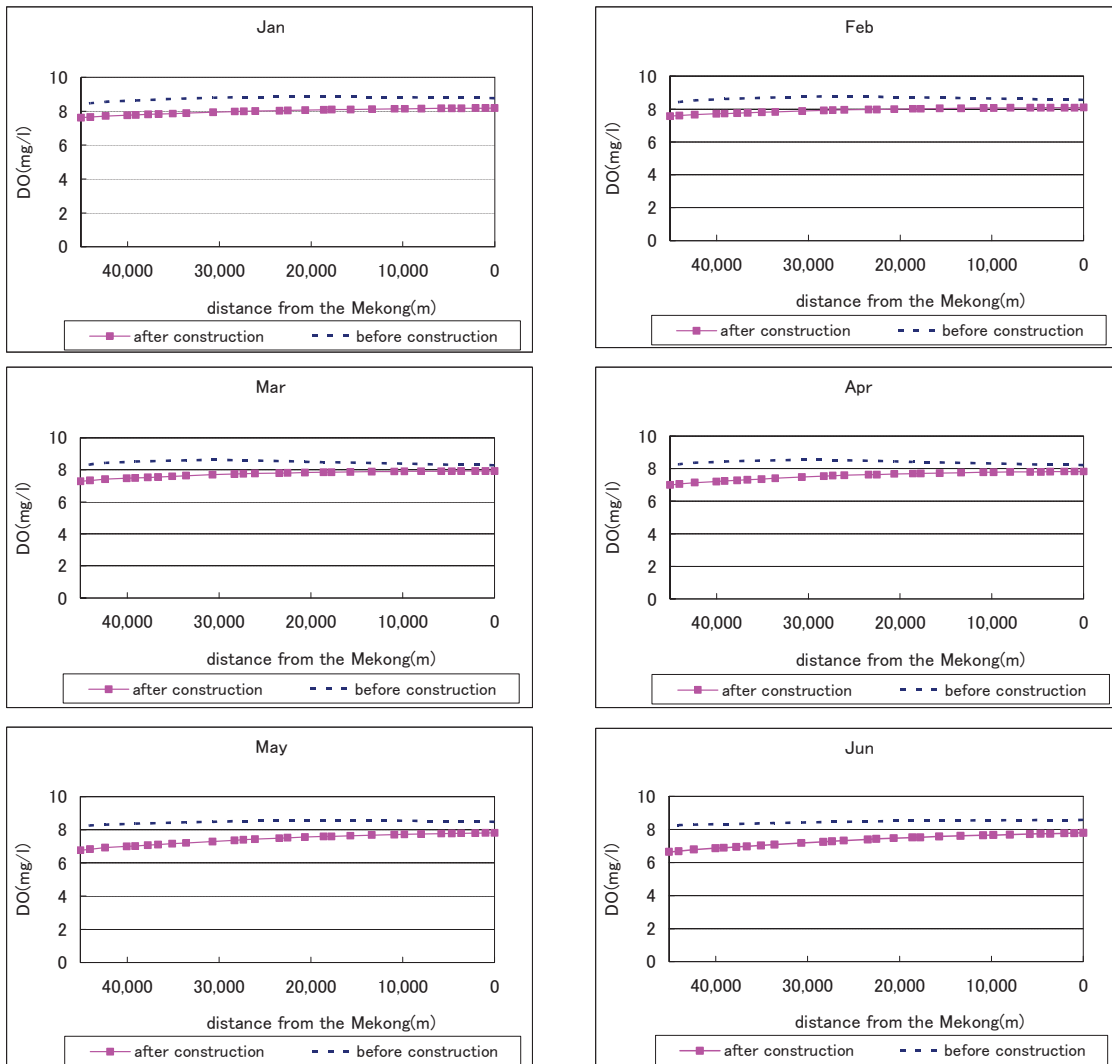 Jan
10
8
6
4
2
0
DO(mg/l)
40,000 30,000 20,000 10,000 0
distance from the Mekong(m)
after construction before construction
Feb
10
8
6
4
2
0
DO(mg/l)
40,000 30,000 20,000 10,000 0
distance from the Mekong(m)
after construction before construction
Mar
10
8
6
4
2
0
DO(mg/l)
40,000 30,000 20,000 10,000 0
distance from the Mekong(m)
after construction before construction
Apr
10
8
6
4
2
0
DO(mg/l)
40,000 30,000 20,000 10,000 0
distance from the Mekong(m)
after construction before construction
May
10
8
6
4
2
0
DO(mg/l)
40,000 30,000 20,000 10,000 0
distance from the Mekong(m)
after construction before construction
Jun
10
8
6
4
2
0
DO(mg/l)
40,000 30,000 20,000 10,000 0
distance from the Mekong(m)
after construction before construction